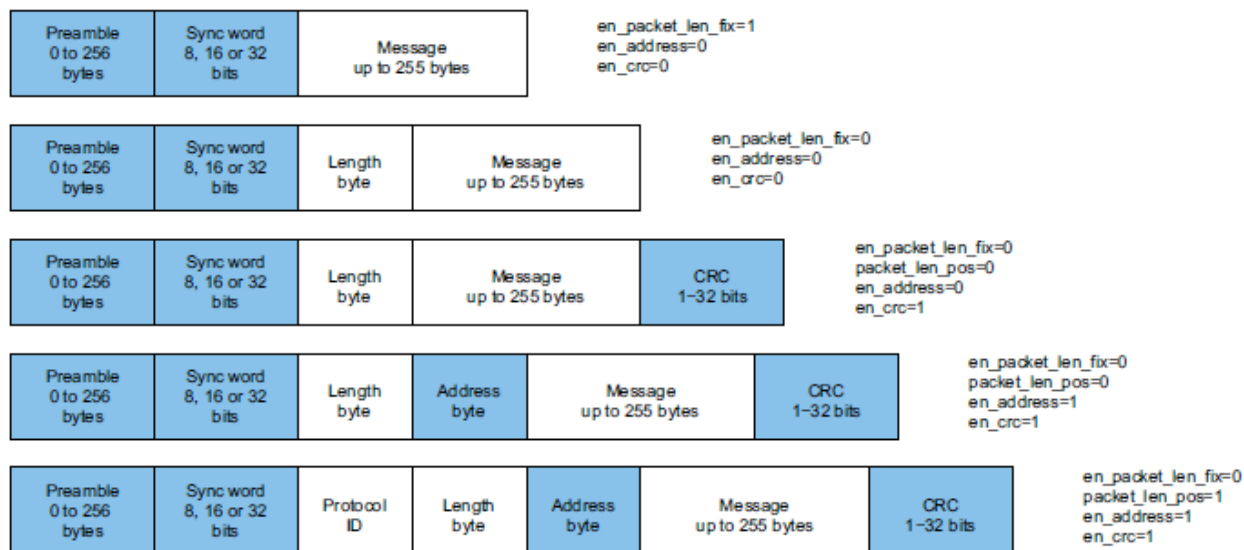 Preamble
0 to 256
bytes
Sync word
8, 16 or 32
bits
Message
up to 255 bytes
en_packet_len_fix=1
en_address=0
en_crc=0
Preamble
0 to 256
bytes
Sync word
8, 16 or 32
bits
Length
byte
Message
up to 255 bytes
en_packet_len_fix=0
en_address=0
en_crc=0
Preamble
0 to 256
bytes
Sync word
8, 16 or 32
bits
Length
byte
Message
up to 255 bytes
CRC
1–32 bits
en_packet_len_fix=0
packet_len_pos=0
en_address=0
en_crc=1
Preamble
0 to 256
bytes
Sync word
8, 16 or 32
bits
Length
byte
Address
byte
Message
up to 255 bytes
CRC
1–32 bits
en_packet_len_fix=0
packet_len_pos=0
en_address=1
en_crc=1
Preamble
0 to 256
bytes
Sync word
8, 16 or 32
bits
Protocol
ID
Length
byte
Address
byte
Message
up to 255 bytes
CRC
1–32 bits
en_packet_len_fix=0
packet_len_pos=1
en_address=1
en_crc=1